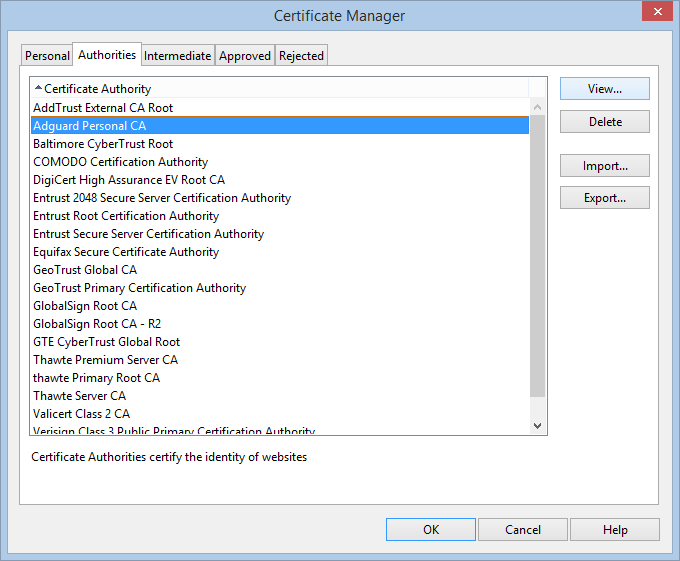 Certificate Manager
Personal Authorities Intermediate Approved Rejected
Certificate Authority
AddTrust External CA Root
Adguard Personal CA
Baltimore CyberTrust Root
COMODO Certification Authority
DigiCert High Assurance EV Root CA
Entrust 2048 Secure Server Certification Authority
Entrust Root Certification Authority
Entrust Secure Server Certification Authority
Equifax Secure Certificate Authority
GeoTrust Global CA
GeoTrust Primary Certification Authority
GlobalSign Root CA
GlobalSign Root CA - R2
GTE CyberTrust Global Root
Thawte Premium Server CA
thawte Primary Root CA
Thawte Server CA
Valicert Class 2 CA
Verisign Class 3 Public Primary Certification Authority
View...
Delete
Import...
Export...
Certificate Authorities certify the identity of websites
OK Cancel Help